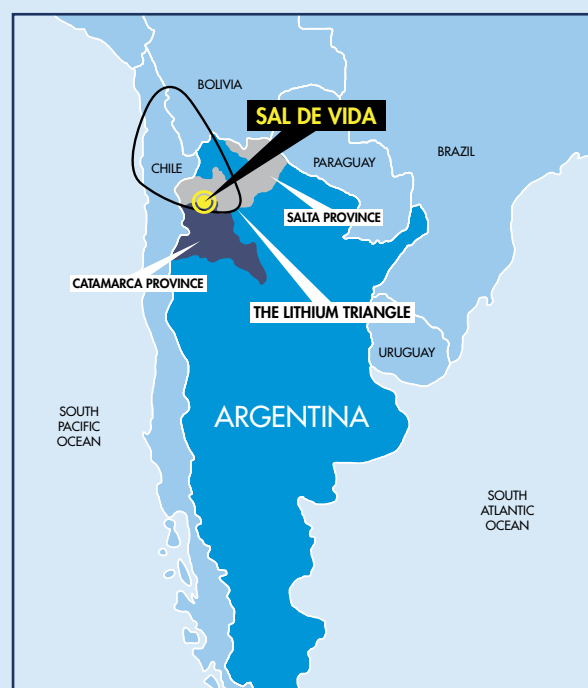 BOLIVIA
SAL DE VIDA
BRAZIL
CHILE
PARAGUAY
SALTA PROVINCE
CATAMARCA PROVINCE
THE LITHIUM TRIANGLE
URUGUAY
ARGENTINA
SOUTH
PACIFIC
OCEAN
SOUTH
ATLANTIC
OCEAN